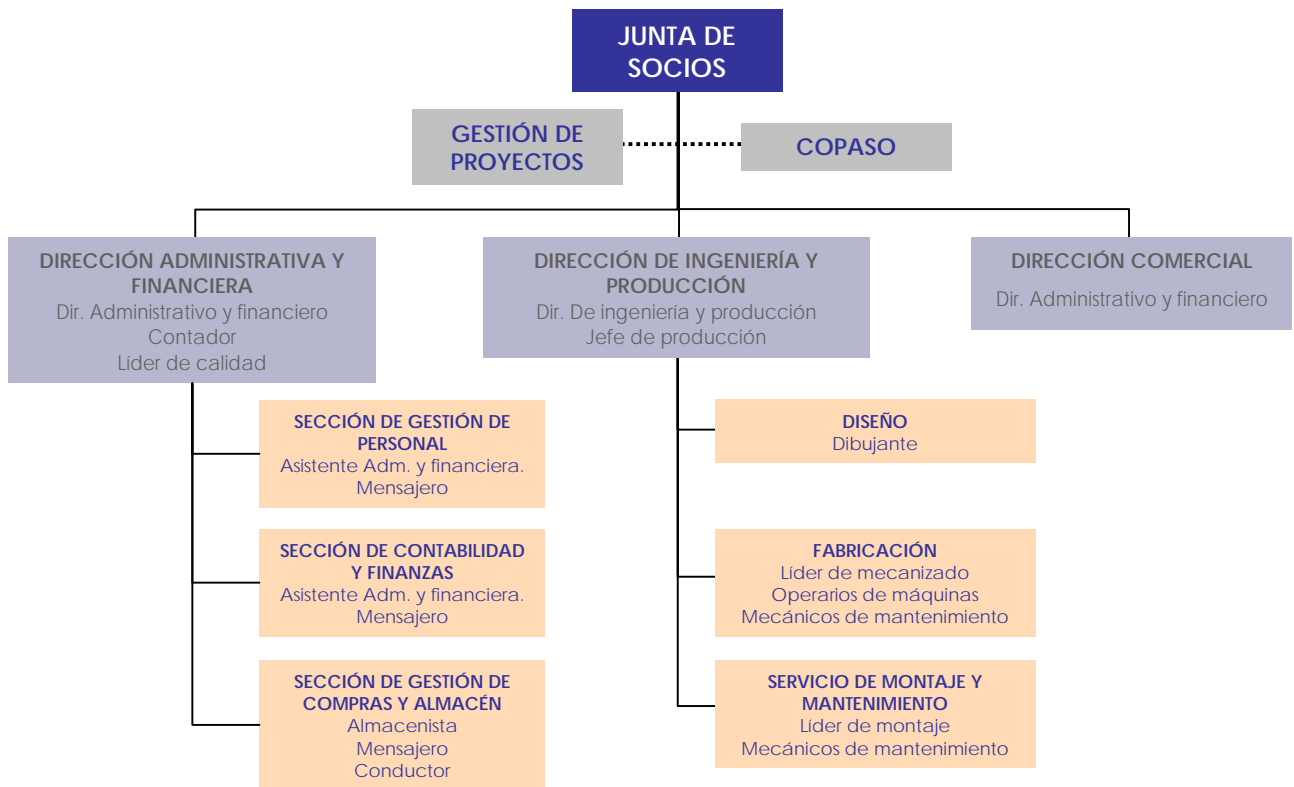 JUNTA DE
SOCIOS
GESTIÓN DE
PROYECTOS
COPASO
DIRECCIÓN ADMINISTRATIVA Y
FINANCIERA
Dir. Administrativo y financiero
Contador
Líder de calidad
DIRECCIÓN DE INGENIERÍA Y
PRODUCCIÓN
Dir. De ingeniería y producción
Jefe de producción
DIRECCIÓN COMERCIAL
Dir. Administrativo y financiero
SECCIÓN DE GESTIÓN DE
PERSONAL
Asistente Adm. y financiera.
Mensajero
SECCIÓN DE CONTABILIDAD
Y FINANZAS
Asistente Adm. y financiera.
Mensajero
SECCIÓN DE GESTIÓN DE
COMPRAS Y ALMACÉN
Almacenista
Mensajero
Conductor
DISEÑO
Dibujante
FABRICACIÓN
Líder de mecanizado
Operarios de máquinas
Mecánicos de mantenimiento
SERVICIO DE MONTAJE Y
MANTENIMIENTO
Líder de montaje
Mecánicos de mantenimiento